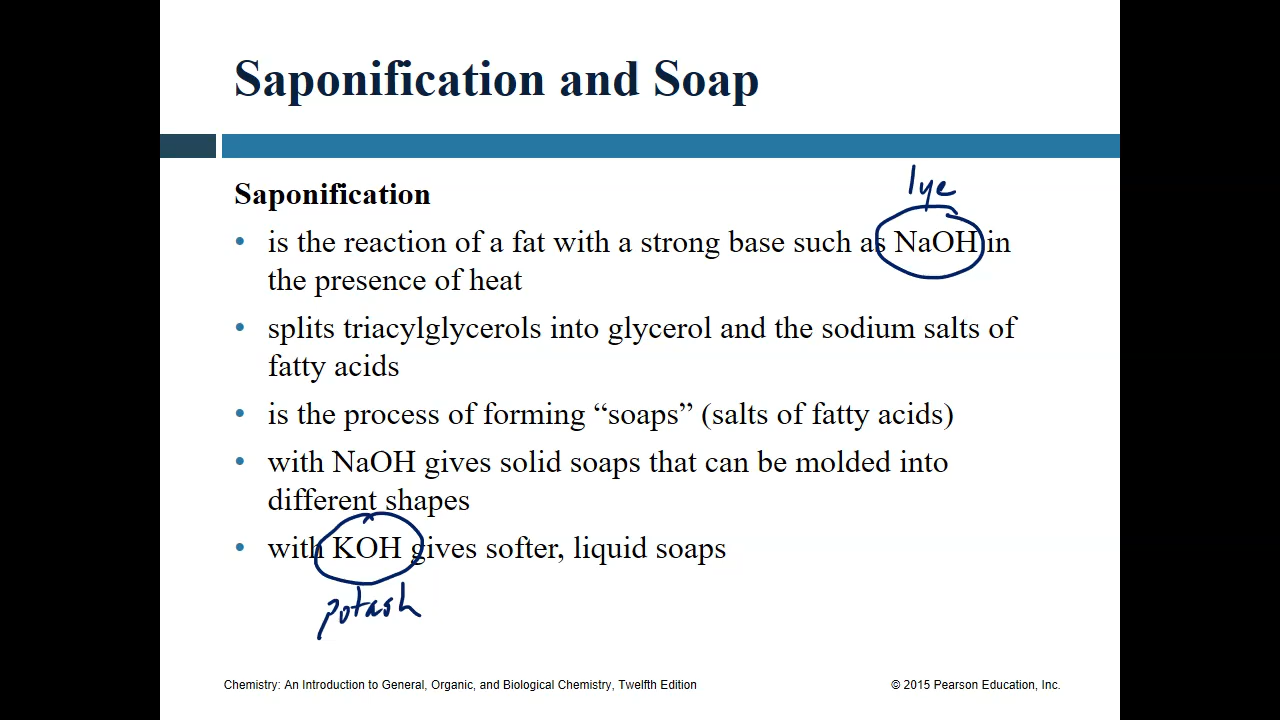 Saponification and Soap
lye
Saponification
• is the reaction of a fat with a strong base such as NaOH in
the presence of heat
• splits triacylglycerols into glycerol and the sodium salts of
fatty acids
• is the process of forming “soaps” (salts of fatty acids)
• with NaOH gives solid soaps that can be molded into
different shapes
• with KOH gives softer, liquid soaps
potash
Chemistry: An Introduction to General, Organic, and Biological Chemistry, Twelfth Edition
© 2015 Pearson Education, Inc.